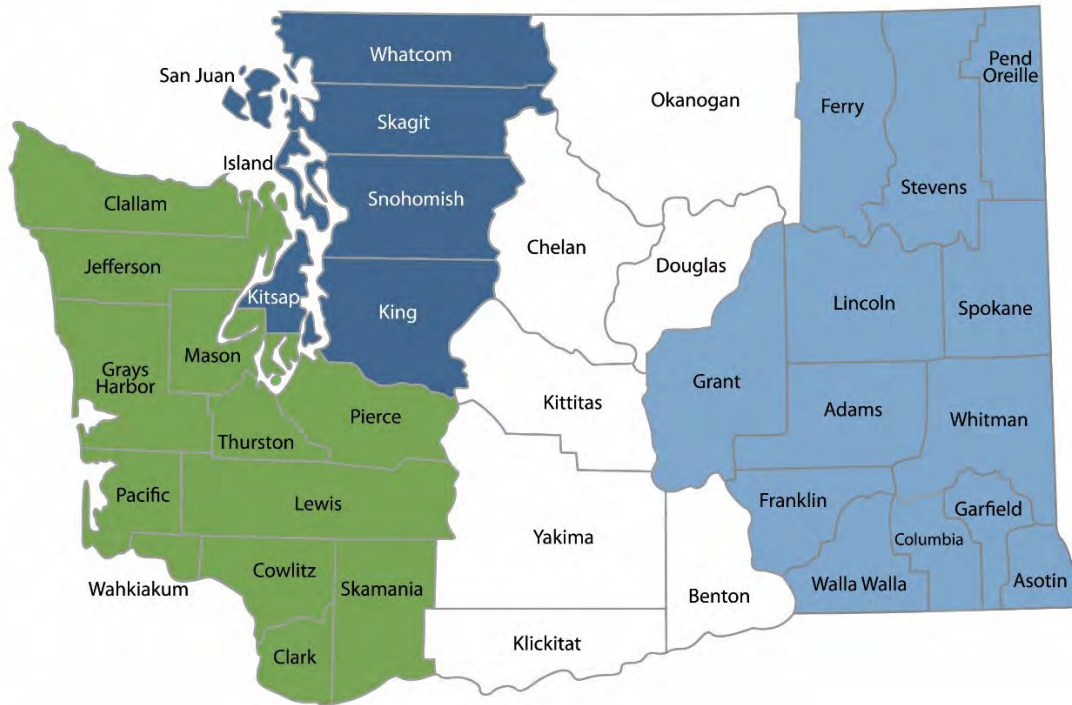 Whatcom
San Juan
Pend
Oreille
Okanogan
Ferry
Skagit
Island
Stevens
Snohomish
Clallam
Chelan
Jefferson
Douglas
Kitsap
Lincoln
Spokane
King
Mason
Grays
Harbor
Grant
Kittitas
Adams
Pierce
Whitman
Thurston
Pacific
Lewis
Franklin
Garfield
Yakima
Columbia
Cowlitz
Wahkiakum
Skamania
Walla Walla
Asotin
Benton
Klickitat
Clark